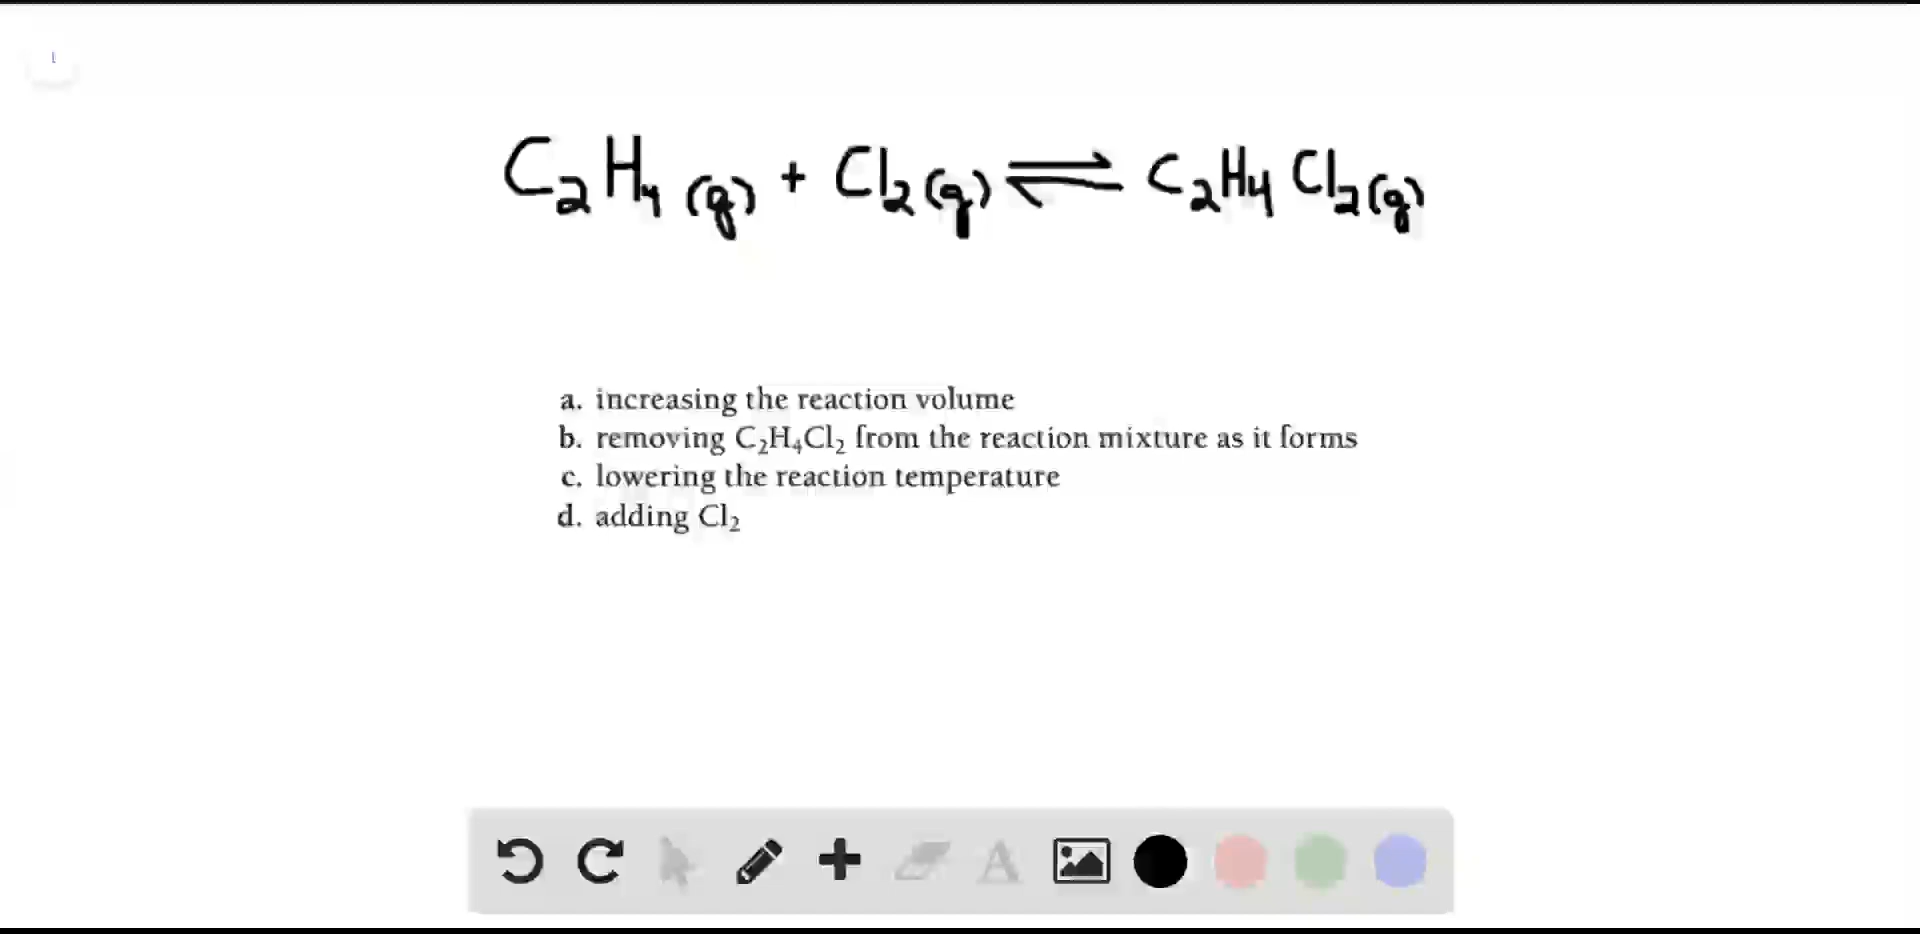 C₂H₄ (g) + Cl₂(g) ⇌ C₂H₄Cl₂(g)
a. increasing the reaction volume
b. removing C₂H₄Cl₂ from the reaction mixture as it forms
c. lowering the reaction temperature
d. adding Cl₂